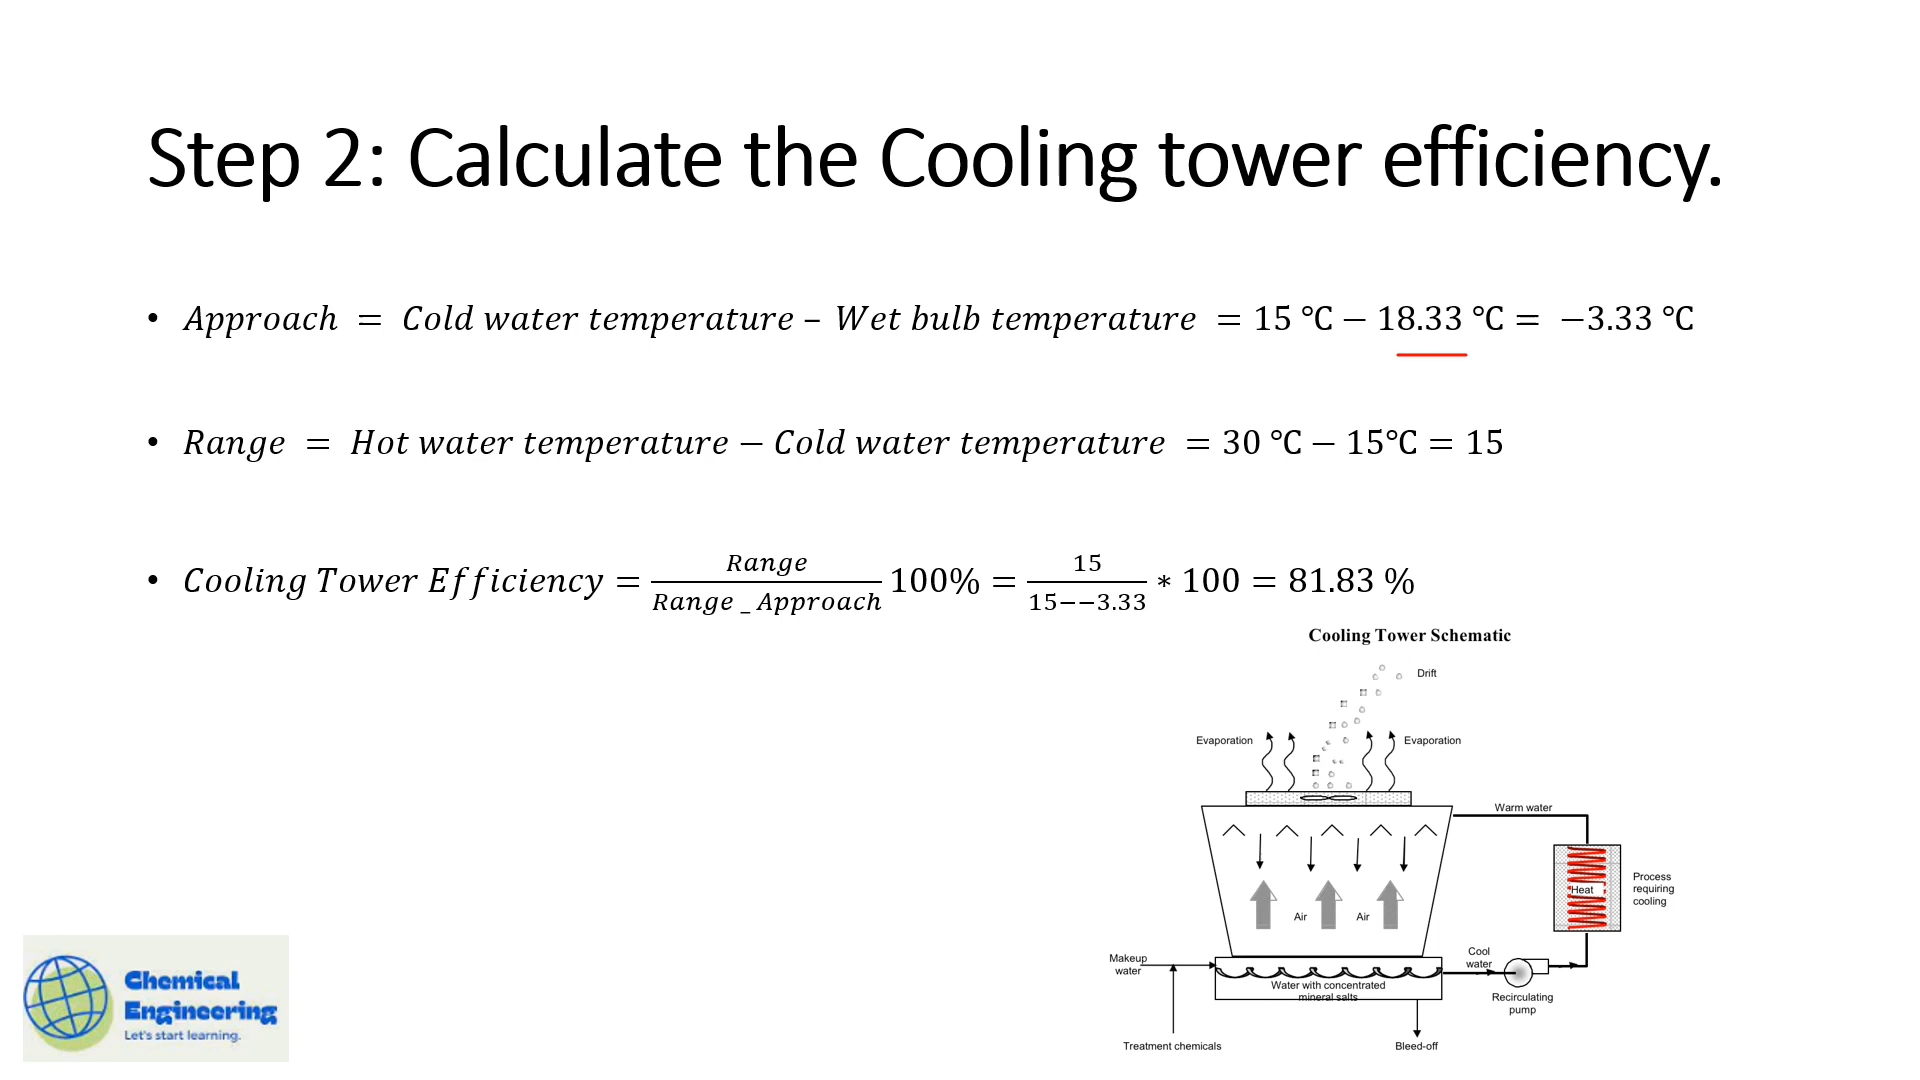 Step 2: Calculate the Cooling tower efficiency.
• Approach = Cold water temperature – Wet bulb temperature = 15 ℃ − 18.33 ℃ = −3.33 ℃
• Range = Hot water temperature − Cold water temperature = 30 ℃ − 15℃ = 15
• Cooling Tower Efficiency = Range / Range _ Approach 100% = 15 / 15−−3.33 ∗ 100 = 81.83 %
Cooling Tower Schematic
Drift
Evaporation
Evaporation
Warm water
Heat
Process
requiring
cooling
Air
Air
Makeup
water
Cool
water
Water with concentrated
mineral salts
Recirculating
pump
Treatment chemicals
Bleed-off
Chemical
Engineering
Let's start learning.